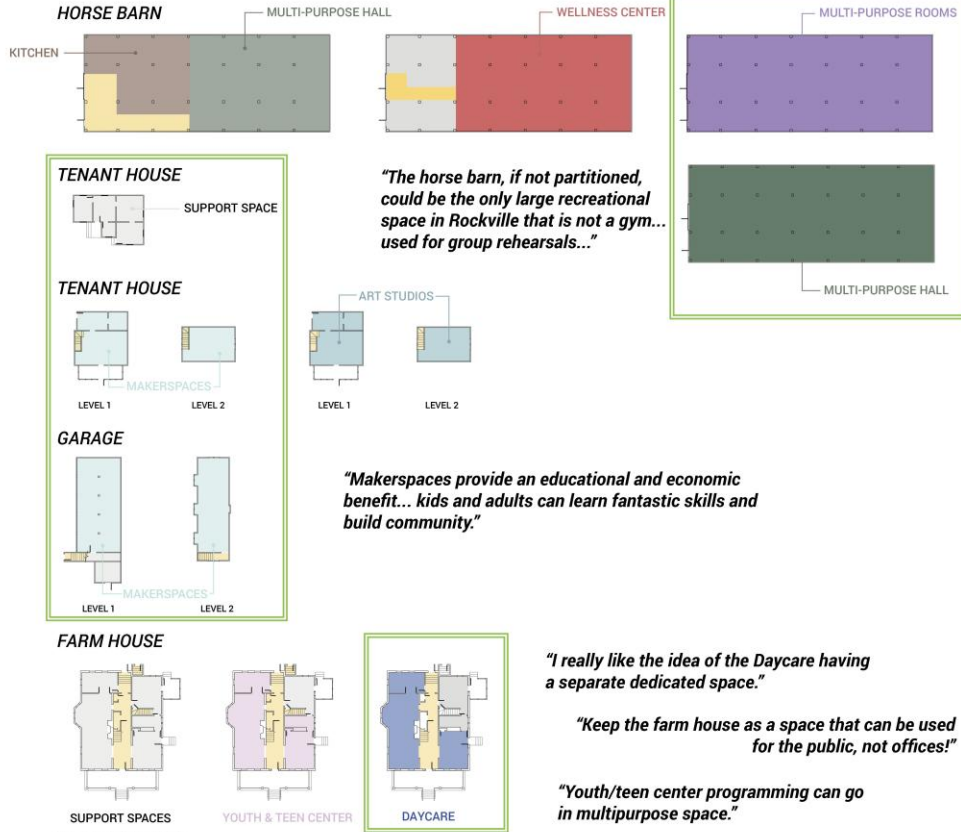 HORSE BARN
MULTI-PURPOSE HALL
WELLNESS CENTER
MULTI-PURPOSE ROOMS
KITCHEN
TENANT HOUSE
SUPPORT SPACE
“The horse barn, if not partitioned,
could be the only large recreational
space in Rockville that is not a gym...
used for group rehearsals...”
MULTI-PURPOSE HALL
TENANT HOUSE
ART STUDIOS
MAKERSPACES
LEVEL 1
LEVEL 2
LEVEL 1
LEVEL 2
GARAGE
“Makerspaces provide an educational and economic
benefit... kids and adults can learn fantastic skills and
build community.”
MAKERSPACES
LEVEL 1
LEVEL 2
FARM HOUSE
“I really like the idea of the Daycare having
a separate dedicated space.”
“Keep the farm house as a space that can be used
for the public, not offices!”
“Youth/teen center programming can go
in multipurpose space.”
SUPPORT SPACES
YOUTH & TEEN CENTER
DAYCARE